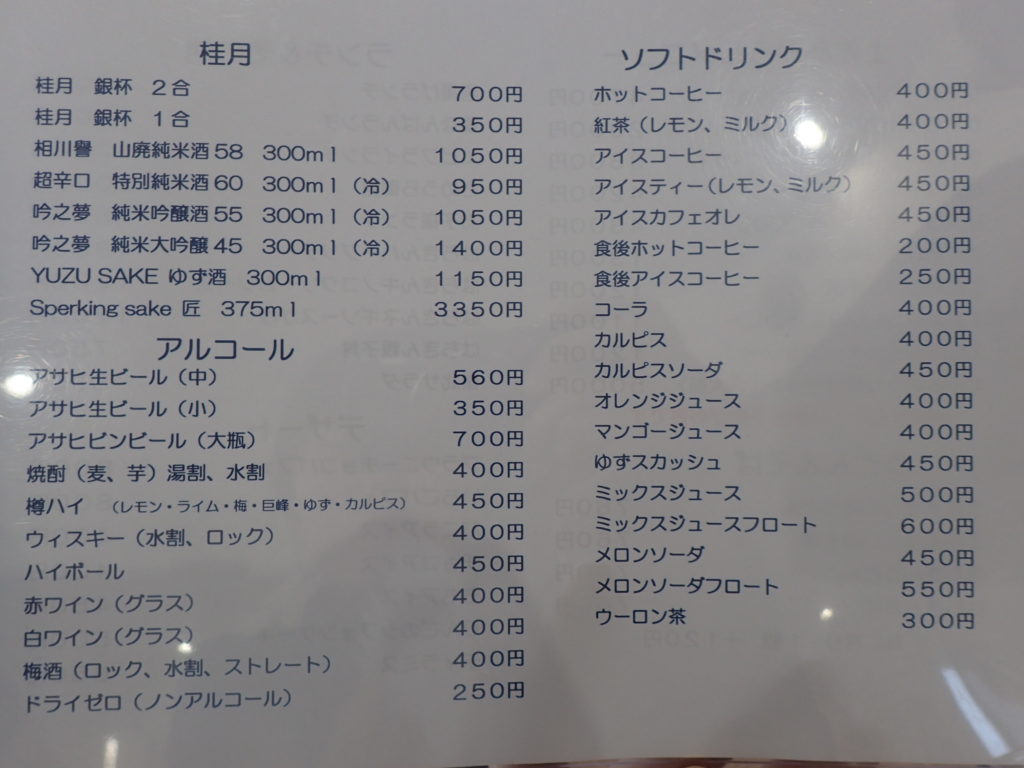 桂月
桂月 銀杯 2合 700円
桂月 銀杯 1合 350円
相川譽 山廃純米酒58 300ml 1050円
超辛口 特別純米酒60 300ml（冷） 950円
吟之夢 純米吟醸酒55 300ml（冷） 1050円
吟之夢 純米大吟醸45 300ml（冷） 1400円
YUZU SAKE ゆず酒 300ml 1150円
Sperking sake 匠 375ml 3350円
アルコール
アサヒ生ビール（中） 560円
アサヒ生ビール（小） 350円
アサヒビンビール（大瓶） 700円
焼酎（麦、芋）湯割、水割 400円
樽ハイ （レモン・ライム・梅・巨峰・ゆず・カルピス） 450円
ウィスキー（水割、ロック） 400円
ハイボール 450円
赤ワイン（グラス） 400円
白ワイン（グラス） 400円
梅酒（ロック、水割、ストレート） 400円
ドライゼロ（ノンアルコール） 250円
ソフトドリンク
ホットコーヒー 400円
紅茶（レモン、ミルク） 400円
アイスコーヒー 450円
アイスティー（レモン、ミルク） 450円
アイスカフェオレ 450円
食後ホットコーヒー 200円
食後アイスコーヒー 250円
コーラ 400円
カルピス 400円
カルピスソーダ 450円
オレンジジュース 400円
マンゴージュース 400円
ゆずスカッシュ 450円
ミックスジュース 500円
ミックスジュースフロート 600円
メロンソーダ 450円
メロンソーダフロート 550円
ウーロン茶 300円